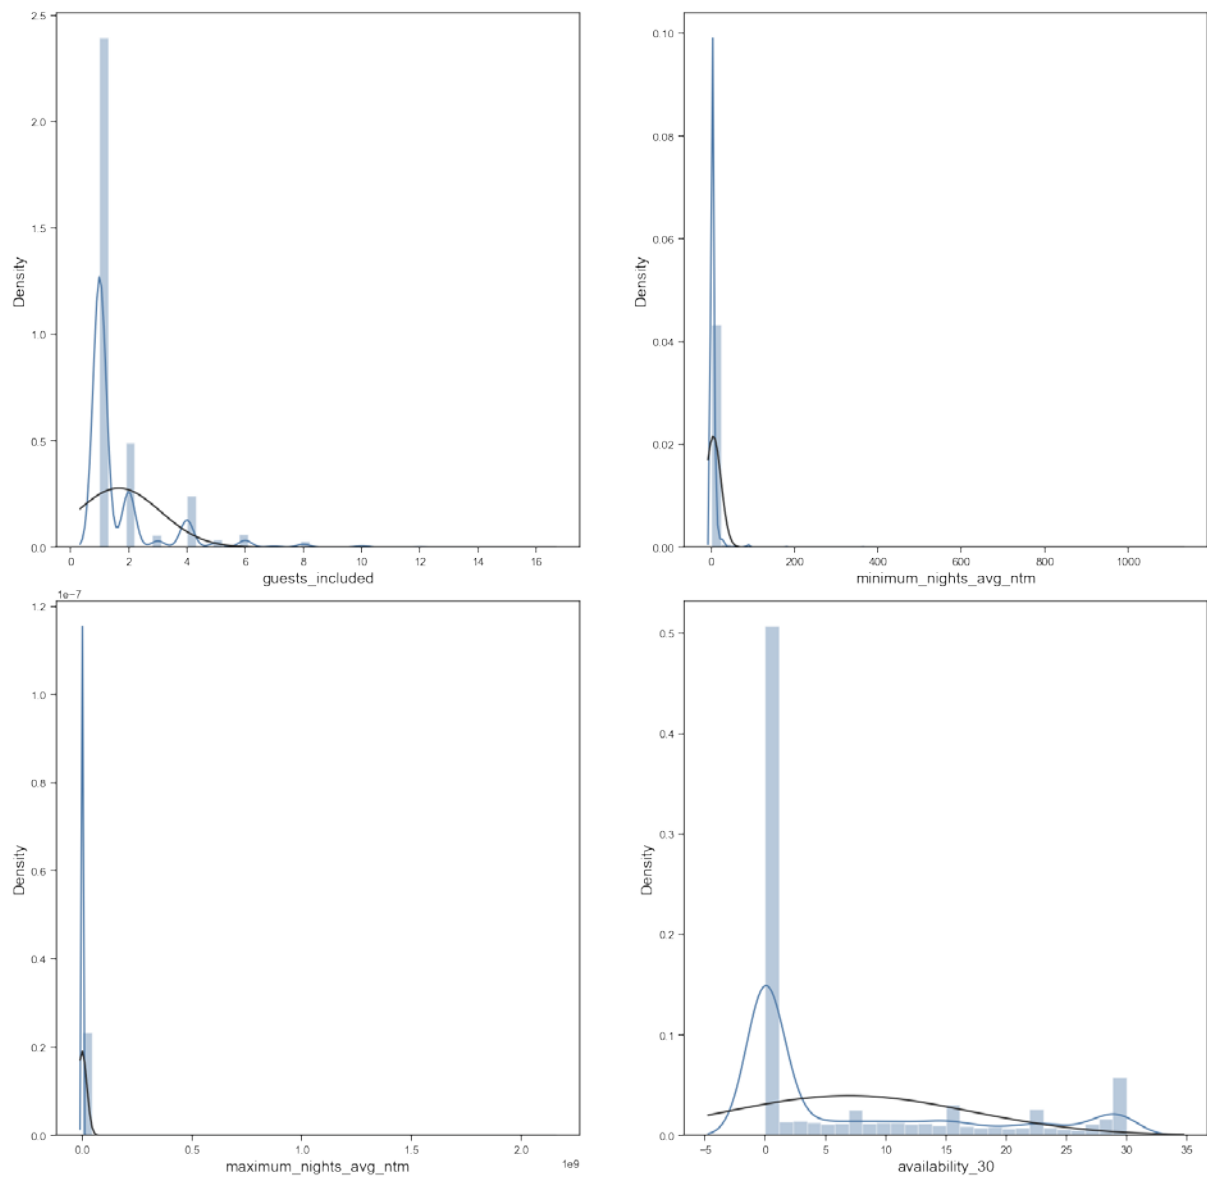 2.5
2.0
1.5
1.0
0.5
0.0
Density
0 2 4 6 8 10 12 14 16
guests_included
0.10
0.08
0.06
0.04
0.02
0.00
Density
0 200 400 600 800 1000
minimum_nights_avg_ntm
1e-7
1.2
1.0
0.8
0.6
0.4
0.2
0.0
Density
0.0 0.5 1.0 1.5 2.0
maximum_nights_avg_ntm
1e9
0.5
0.4
0.3
0.2
0.1
0.0
Density
−5 0 5 10 15 20 25 30 35
availability_30